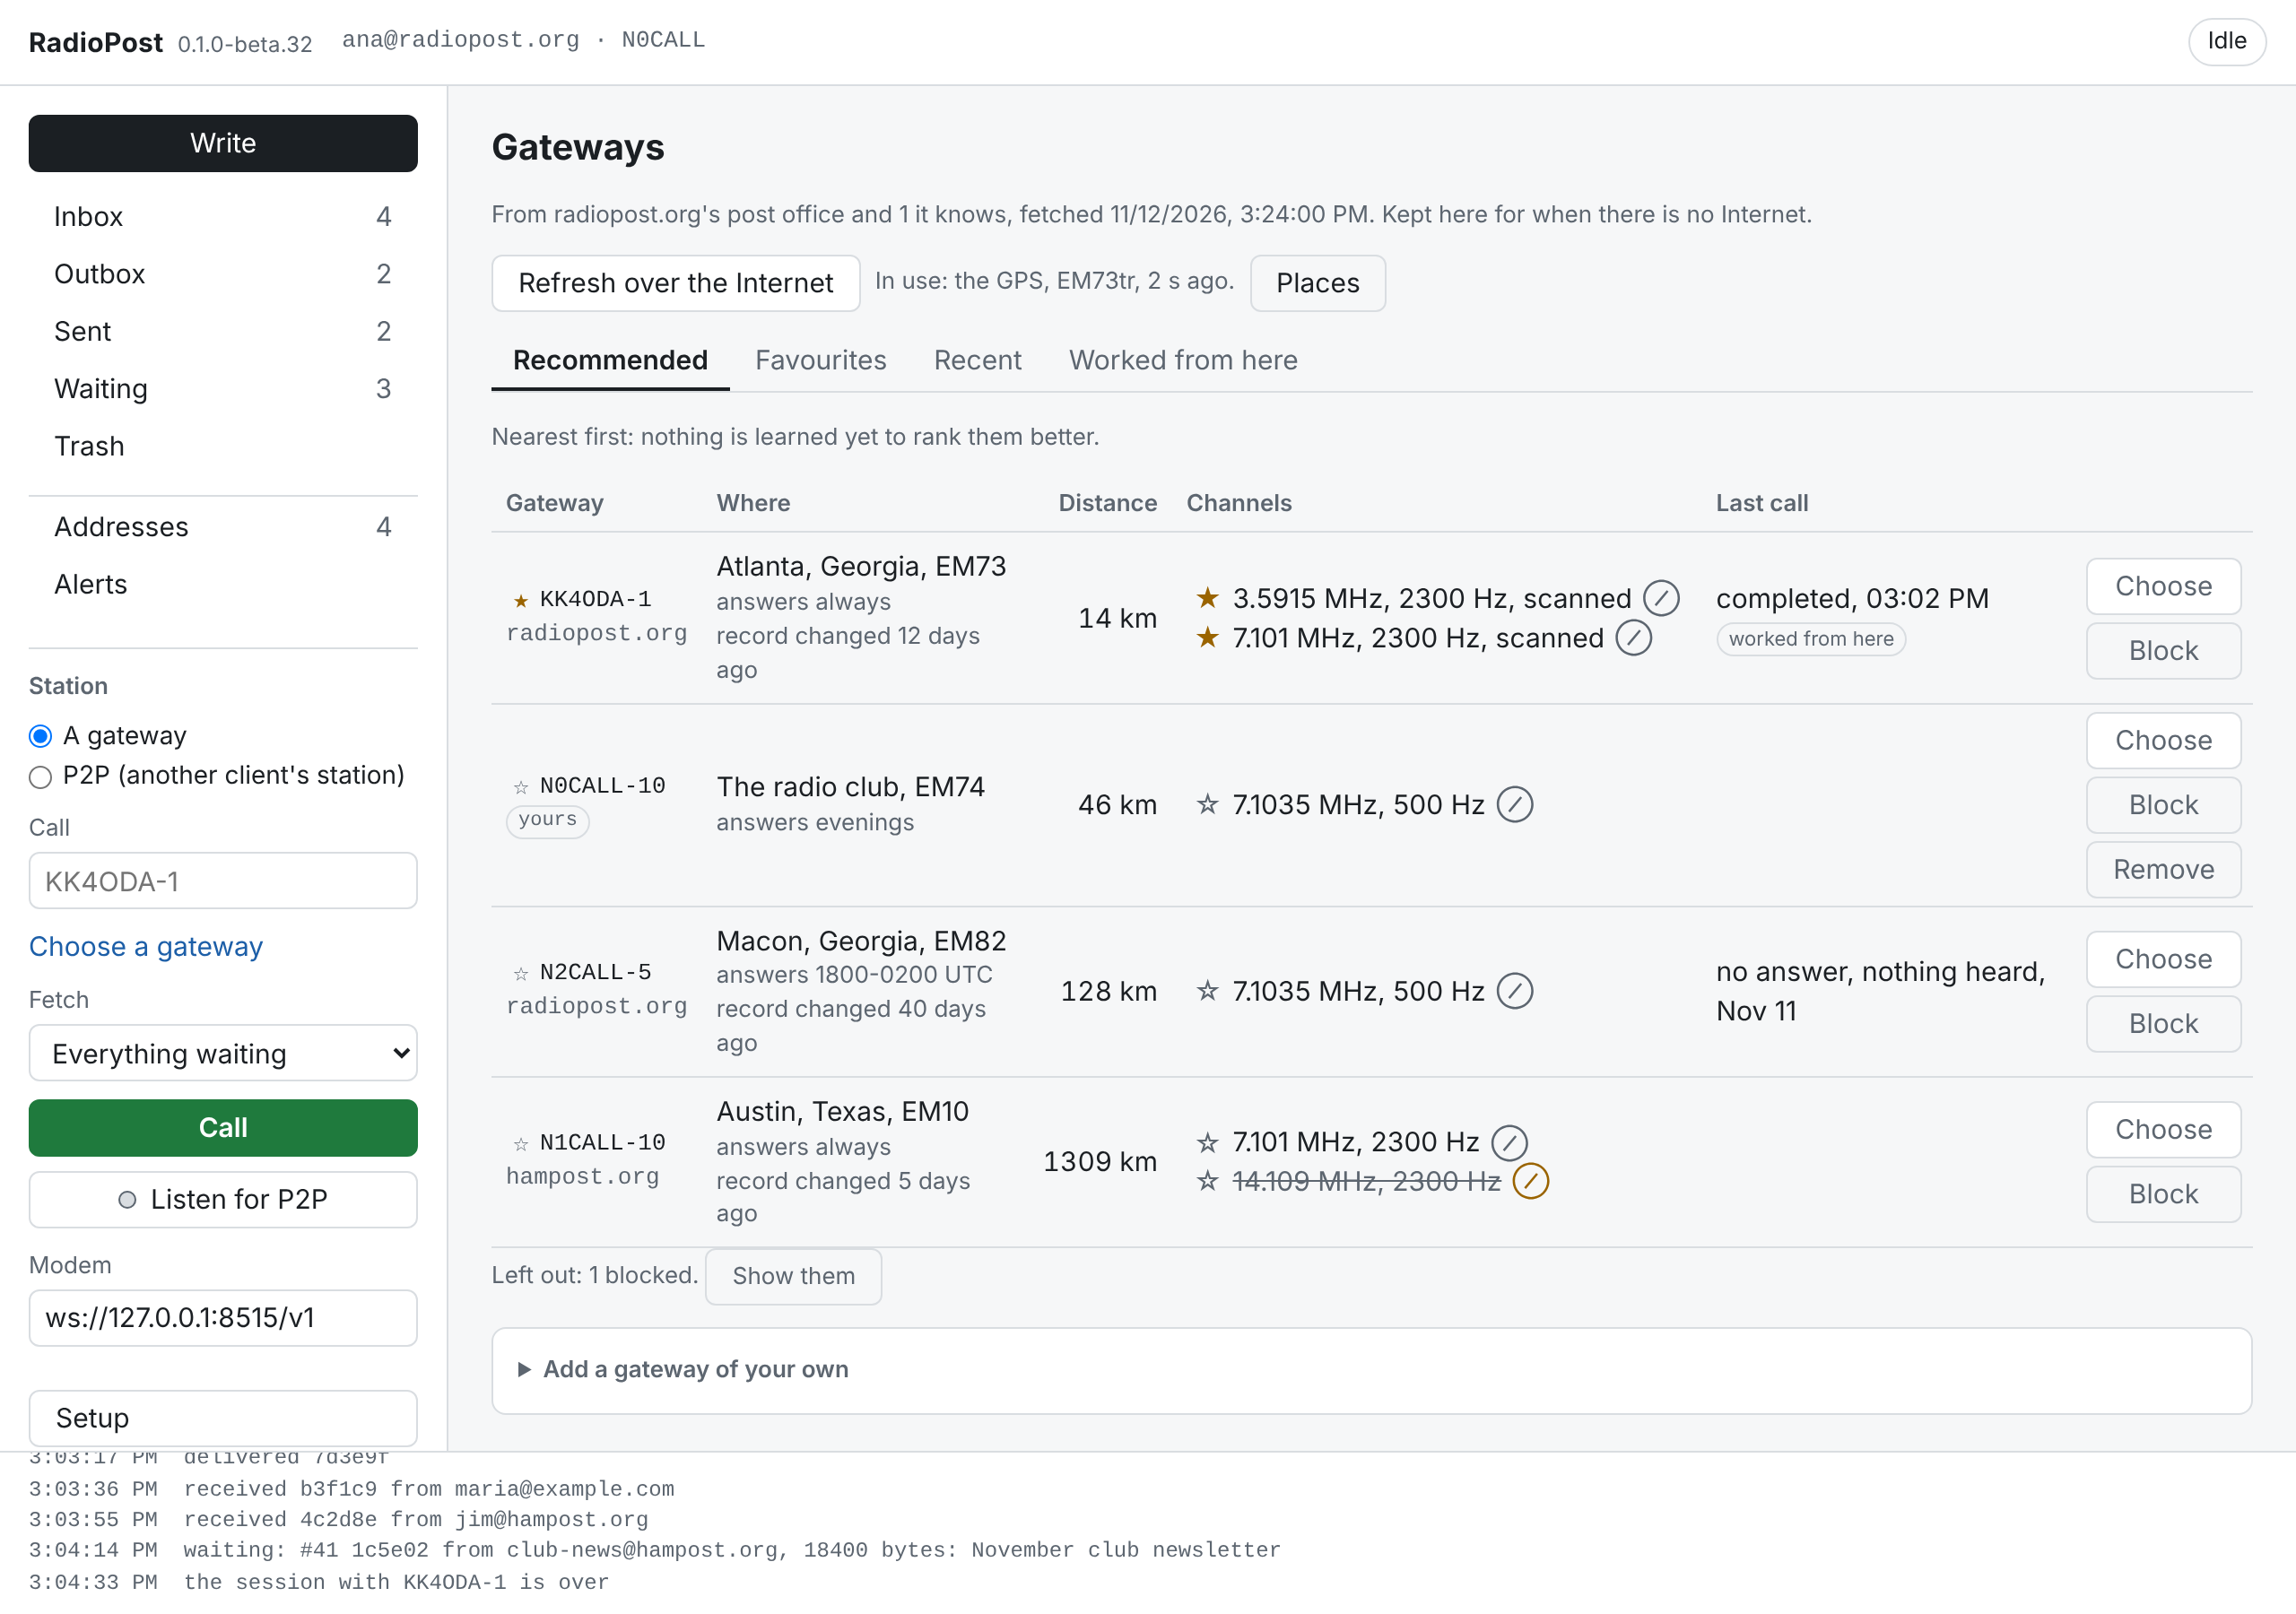 RadioPost 0.1.0-beta.32 ana@radiopost.org · N0CALL
Idle
Write
Inbox 4
Outbox 2
Sent 2
Waiting 3
Trash
Addresses 4
Alerts
Station
A gateway
P2P (another client's station)
Call
KK4ODA-1
Choose a gateway
Fetch
Everything waiting
Call
Listen for P2P
Modem
ws://127.0.0.1:8515/v1
Setup
Gateways
From radiopost.org's post office and 1 it knows, fetched 11/12/2026, 3:24:00 PM. Kept here for when there is no Internet.
Refresh over the Internet In use: the GPS, EM73tr, 2 s ago. Places
Recommended Favourites Recent Worked from here
Nearest first: nothing is learned yet to rank them better.
Gateway Where Distance Channels Last call
★ KK4ODA-1
radiopost.org
Atlanta, Georgia, EM73
answers always
record changed 12 days
ago
14 km
★ 3.5915 MHz, 2300 Hz, scanned
★ 7.101 MHz, 2300 Hz, scanned
completed, 03:02 PM
worked from here
Choose
Block
☆ N0CALL-10
yours
The radio club, EM74
answers evenings
46 km
☆ 7.1035 MHz, 500 Hz
Choose
Block
Remove
☆ N2CALL-5
radiopost.org
Macon, Georgia, EM82
answers 1800-0200 UTC
record changed 40 days
ago
128 km
☆ 7.1035 MHz, 500 Hz
no answer, nothing heard,
Nov 11
Choose
Block
☆ N1CALL-10
hampost.org
Austin, Texas, EM10
answers always
record changed 5 days
ago
1309 km
☆ 7.101 MHz, 2300 Hz
☆ 14.109 MHz, 2300 Hz
Choose
Block
Left out: 1 blocked. Show them
Add a gateway of your own
3:03:17 PM delivered 7d3e9f
3:03:36 PM received b3f1c9 from maria@example.com
3:03:55 PM received 4c2d8e from jim@hampost.org
3:04:14 PM waiting: #41 1c5e02 from club-news@hampost.org, 18400 bytes: November club newsletter
3:04:33 PM the session with KK4ODA-1 is over